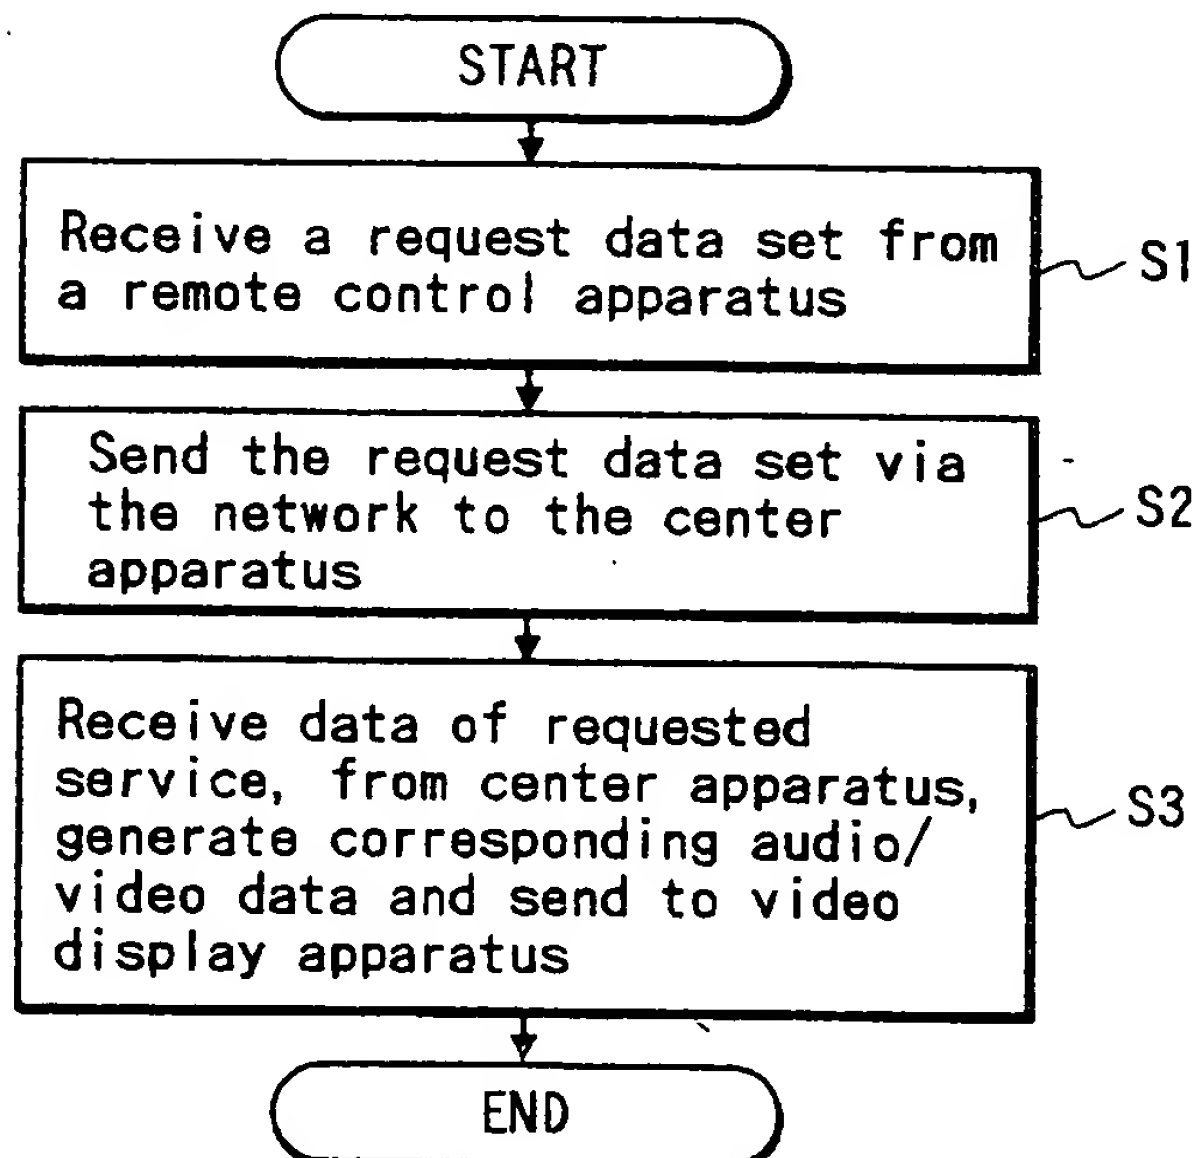 START
Receive a request data set from
a remote control apparatus
S1
Send the request data set via
the network to the center
apparatus
S2
Receive data of requested
service, from center apparatus,
generate corresponding audio/
video data and send to video
display apparatus
S3
END